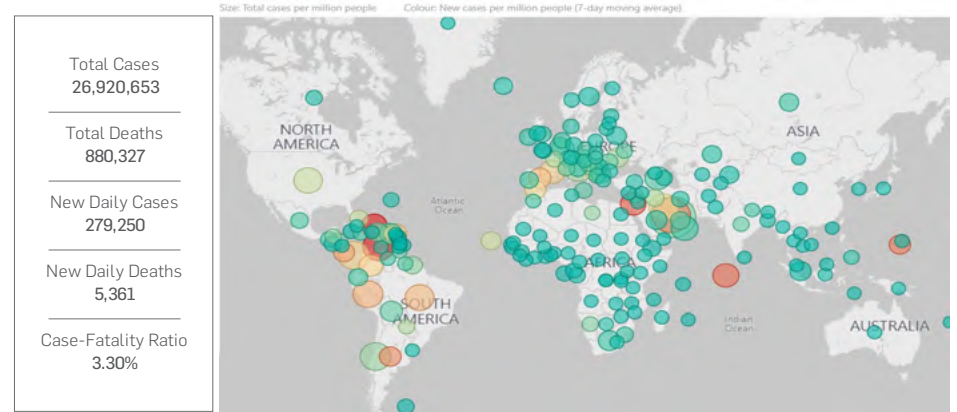 Size: Total cases per million people Colour: New cases per million people (7-day moving average)
Total Cases
26,920,653
Total Deaths
880,327
New Daily Cases
279,250
New Daily Deaths
5,361
Case-Fatality Ratio
3.30%
NORTH
AMERICA
ASIA
Atlantic
Ocean
AFRICA
SOUTH
AMERICA
Indian
Ocean
AUSTRALIA